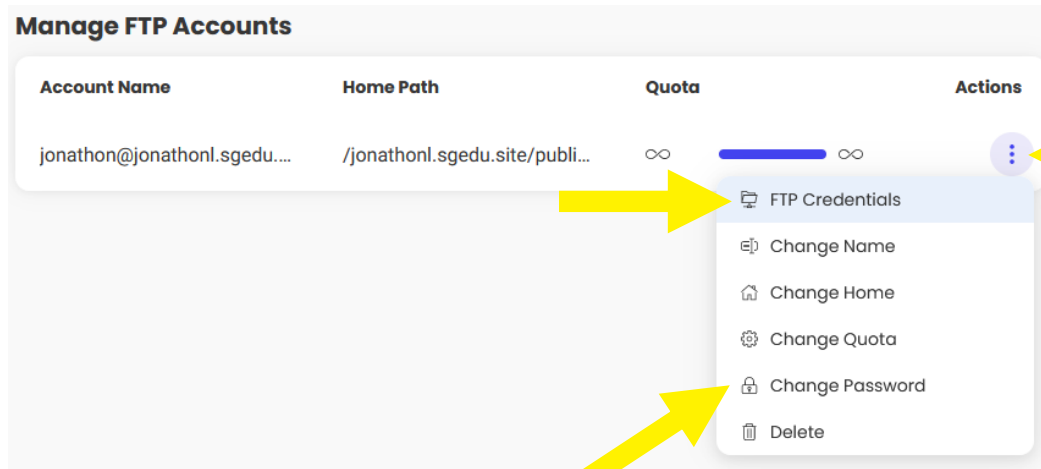 Manage FTP Accounts
Account Name Home Path Quota Actions
jonathon@jonathonl.sgedu.... /jonathonl.sgedu.site/publi... ∞ ∞
FTP Credentials
Change Name
Change Home
Change Quota
Change Password
Delete